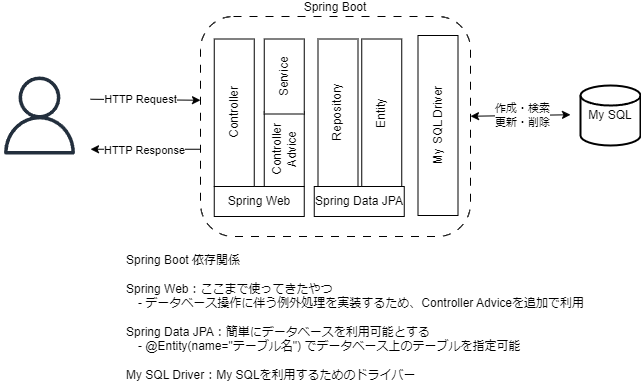 Spring Boot
HTTP Request
HTTP Response
Controller
Service
Controller
Advice
Spring Web
Repository
Entity
Spring Data JPA
My SQL Driver
作成・検索
更新・削除
My SQL
Spring Boot 依存関係
Spring Web：ここまで使ってきたやつ
- データベース操作に伴う例外処理を実装するため、Controller Adviceを追加で利用
Spring Data JPA：簡単にデータベースを利用可能とする
- @Entity(name="テーブル名") でデータベース上のテーブルを指定可能
My SQL Driver：My SQLを利用するためのドライバー